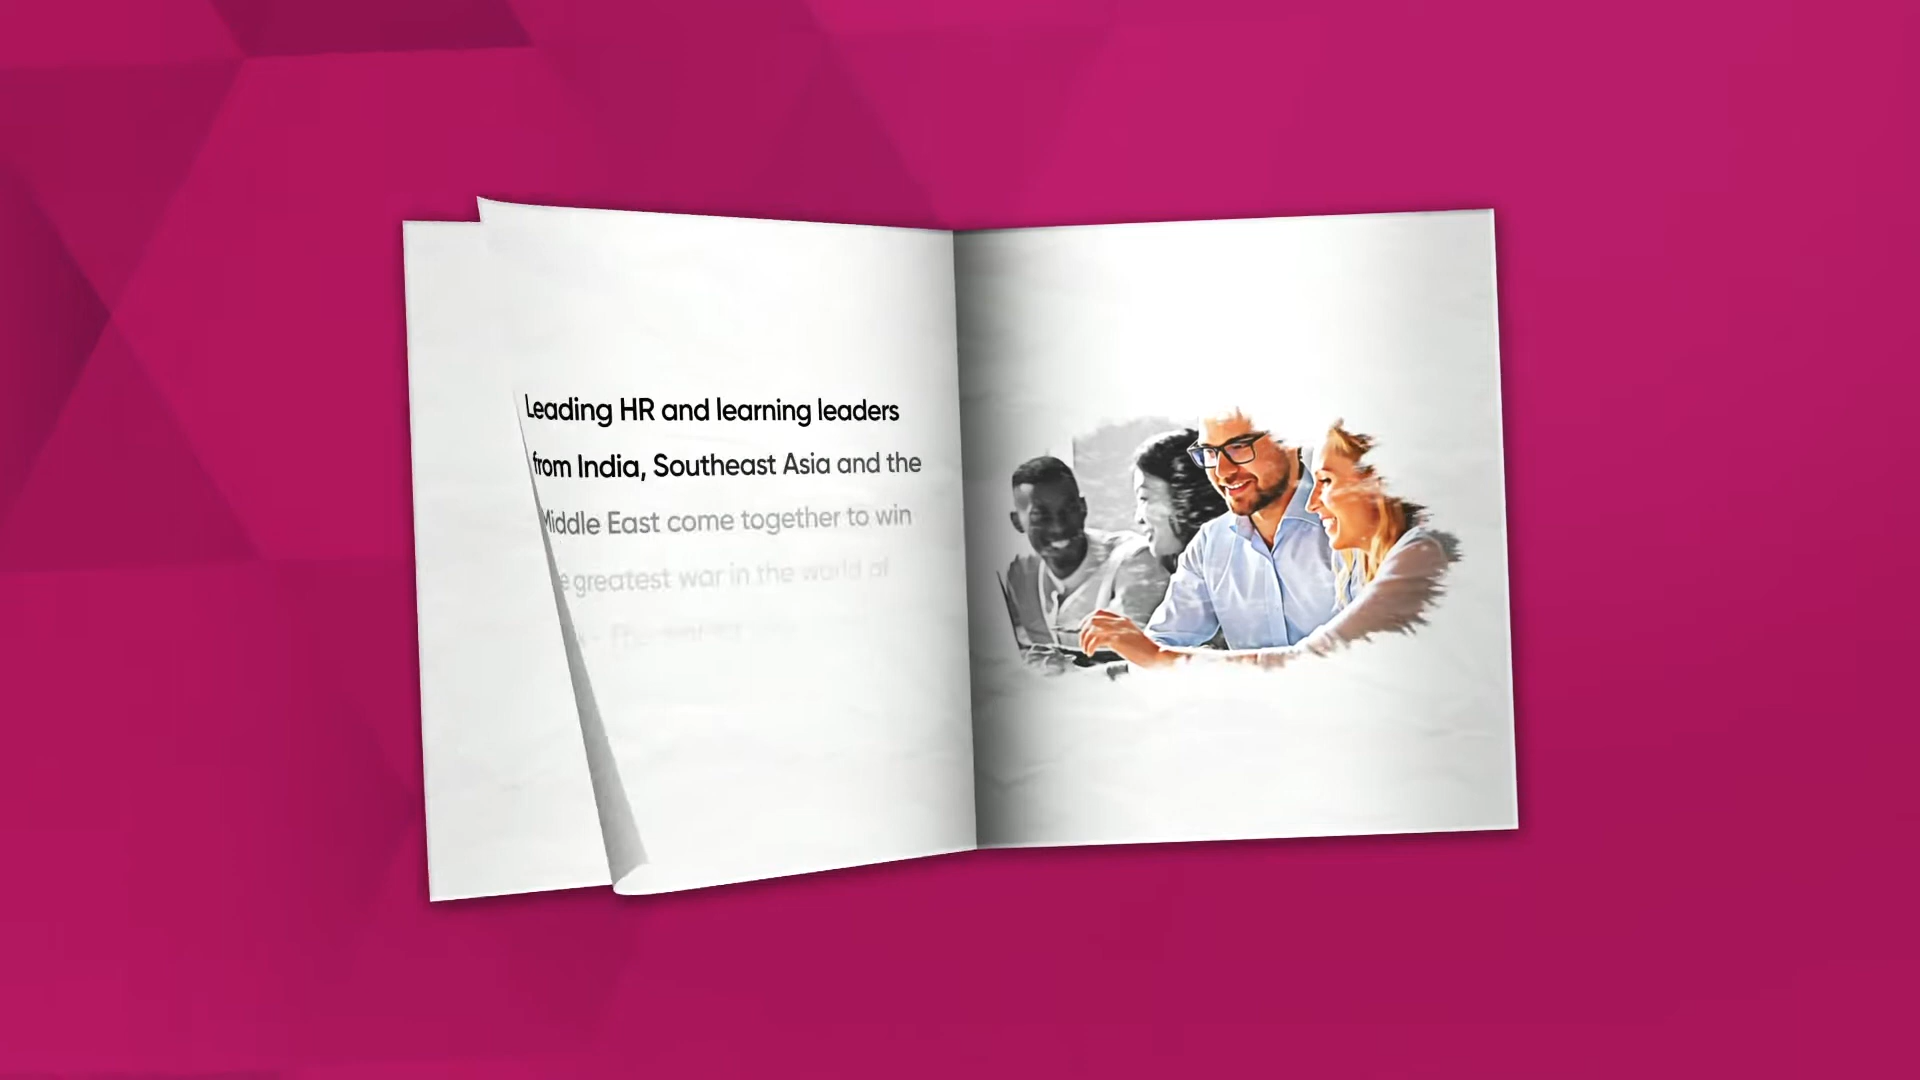 Leading HR and learning leaders
from India, Southeast Asia and the
Middle East come together to win
greatest war in the world of